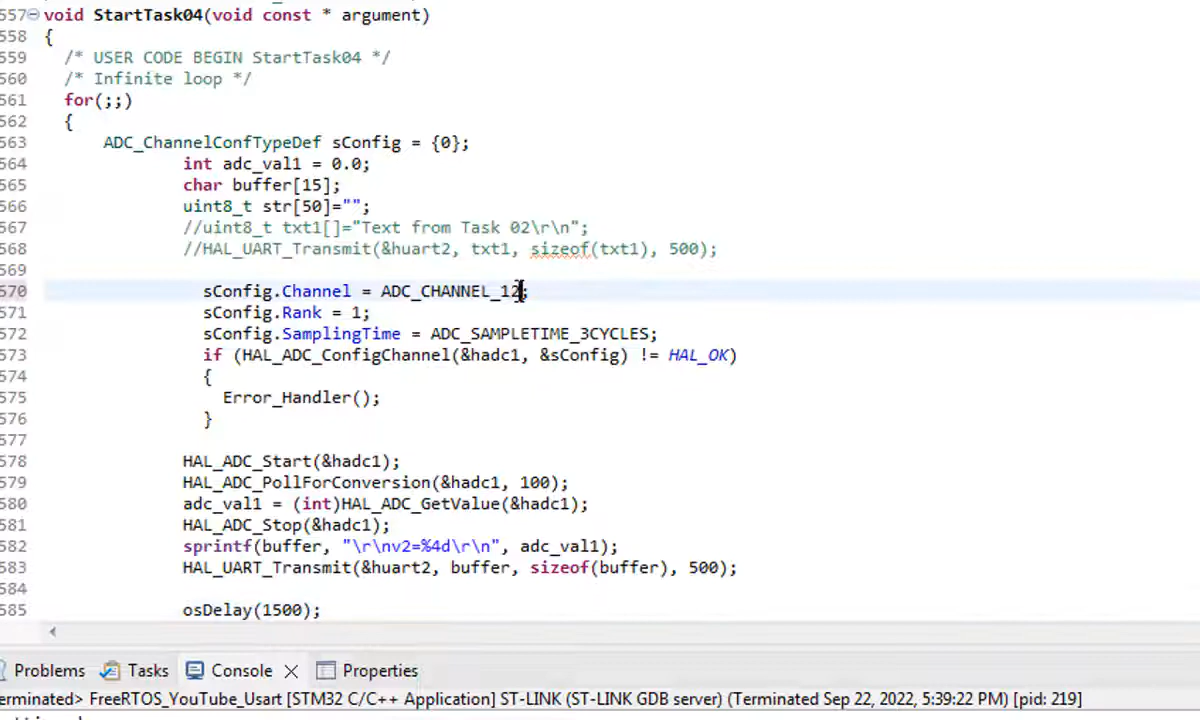 557 void StartTask04(void const * argument)
558 {
559 /* USER CODE BEGIN StartTask04 */
560 /* Infinite loop */
561 for(;;)
562 {
563 ADC_ChannelConfTypeDef sConfig = {0};
564 int adc_val1 = 0.0;
565 char buffer[15];
566 uint8_t str[50]="";
567 //uint8_t txt1[]="Text from Task 02\r\n";
568 //HAL_UART_Transmit(&huart2, txt1, sizeof(txt1), 500);
569
570 sConfig.Channel = ADC_CHANNEL_12;
571 sConfig.Rank = 1;
572 sConfig.SamplingTime = ADC_SAMPLETIME_3CYCLES;
573 if (HAL_ADC_ConfigChannel(&hadc1, &sConfig) != HAL_OK)
574 {
575 Error_Handler();
576 }
577
578 HAL_ADC_Start(&hadc1);
579 HAL_ADC_PollForConversion(&hadc1, 100);
580 adc_val1 = (int)HAL_ADC_GetValue(&hadc1);
581 HAL_ADC_Stop(&hadc1);
582 sprintf(buffer, "\r\nv2=%4d\r\n", adc_val1);
583 HAL_UART_Transmit(&huart2, buffer, sizeof(buffer), 500);
584
585 osDelay(1500);
Problems Tasks Console Properties
erminated> FreeRTOS_YouTube_Usart [STM32 C/C++ Application] ST-LINK (ST-LINK GDB server) (Terminated Sep 22, 2022, 5:39:22 PM) [pid: 219]